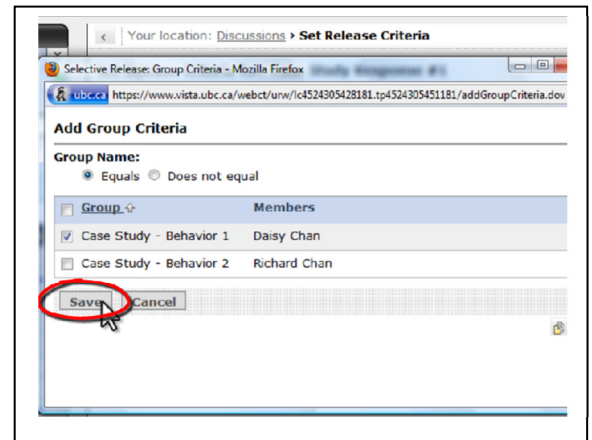 Your location: Discussions › Set Release Criteria
Selective Release: Group Criteria - Mozilla Firefox
ubc.ca https://www.vista.ubc.ca/webct/urw/lc4524305428181.tp4524305451181/addGroupCriteria.dov
Add Group Criteria
Group Name:
Equals Does not equal
Group Members
Case Study - Behavior 1 Daisy Chan
Case Study - Behavior 2 Richard Chan
Save Cancel